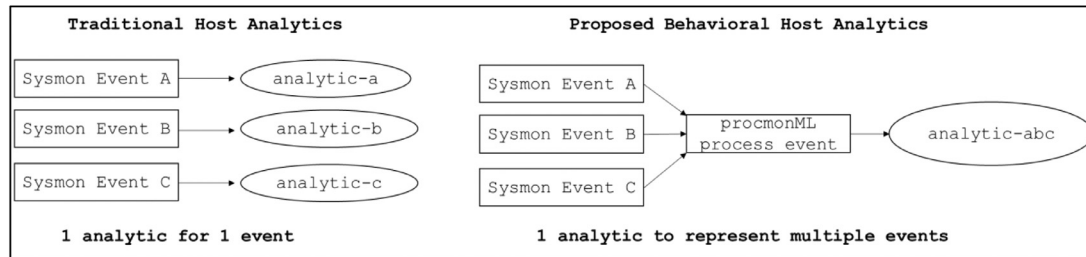 Traditional Host Analytics
Sysmon Event A
analytic-a
Sysmon Event B
analytic-b
Sysmon Event C
analytic-c
1 analytic for 1 event
Proposed Behavioral Host Analytics
Sysmon Event A
Sysmon Event B
Sysmon Event C
procmonML
process event
analytic-abc
1 analytic to represent multiple events